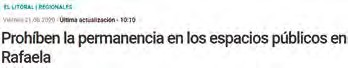 EL LITORAL | REGIONALES
Viernes 21.08.2020 - Última actualización - 10:10
Prohíben la permanencia en los espacios públicos en
Rafaela